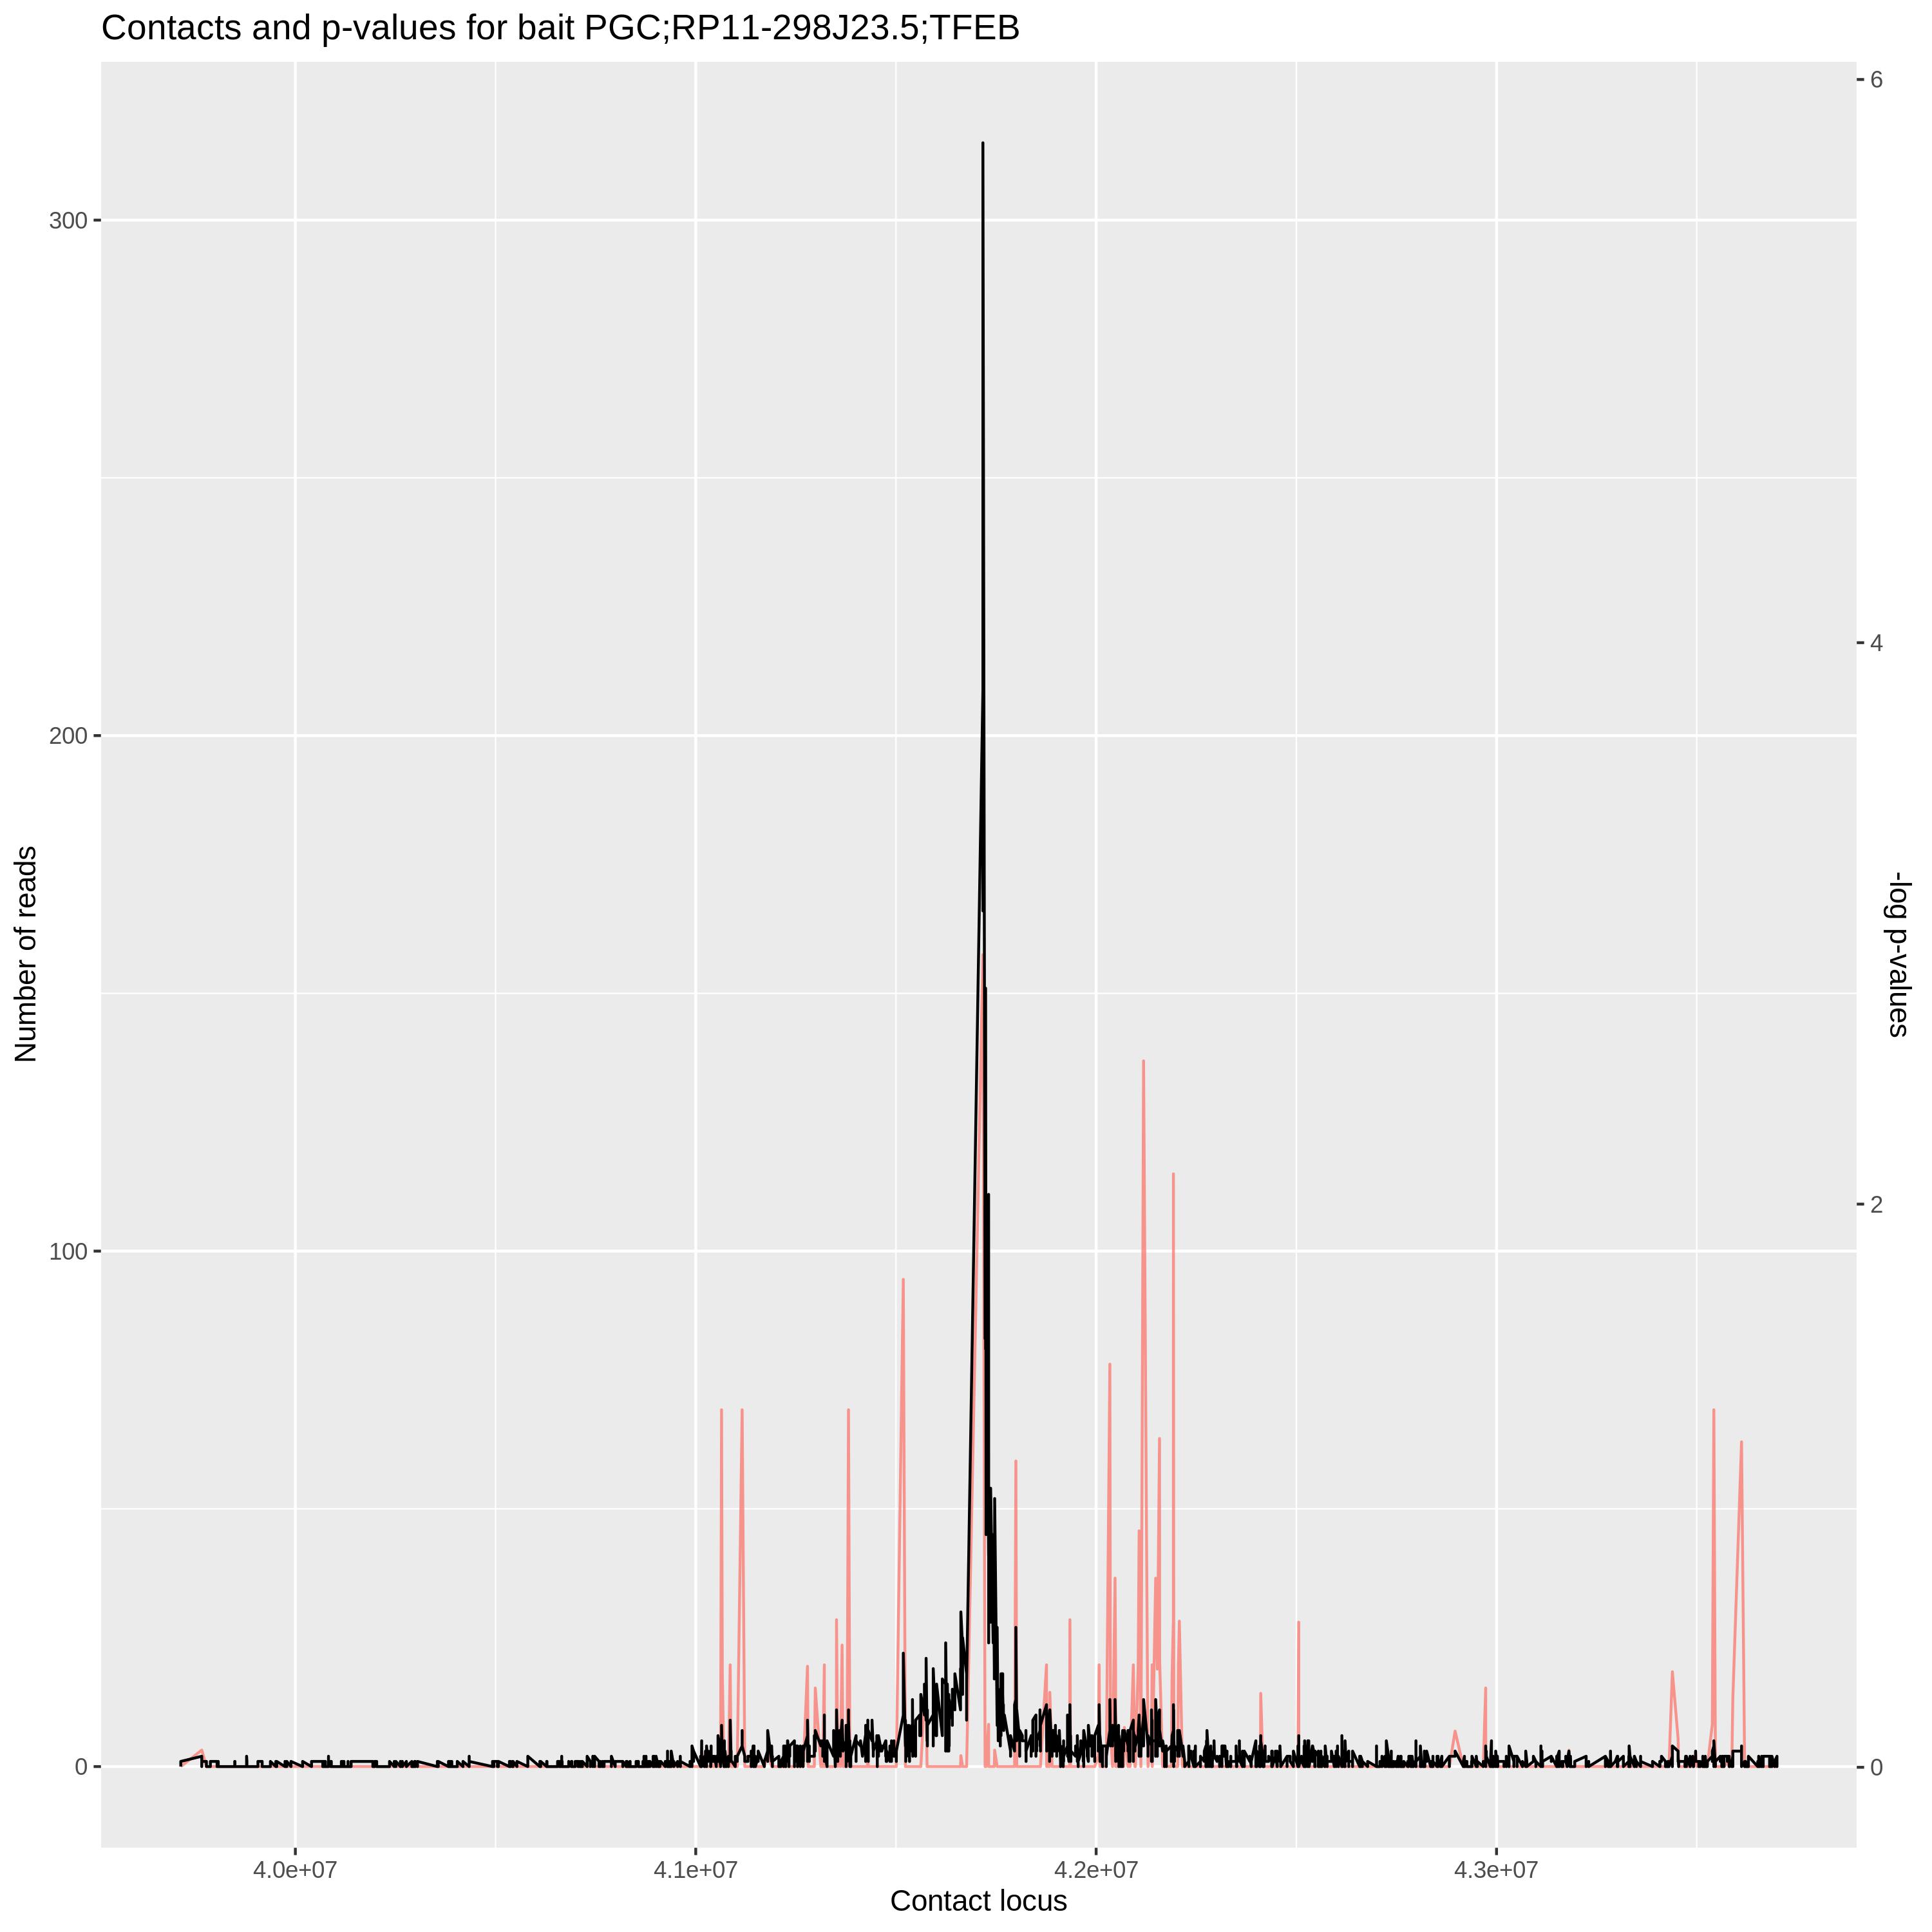 Contacts and p-values for bait PGC;RP11-298J23.5;TFEB
6
300
4
200
Number of reads
-log p-values
2
100
0
0
4.0e+07
4.1e+07
4.2e+07
4.3e+07
Contact locus